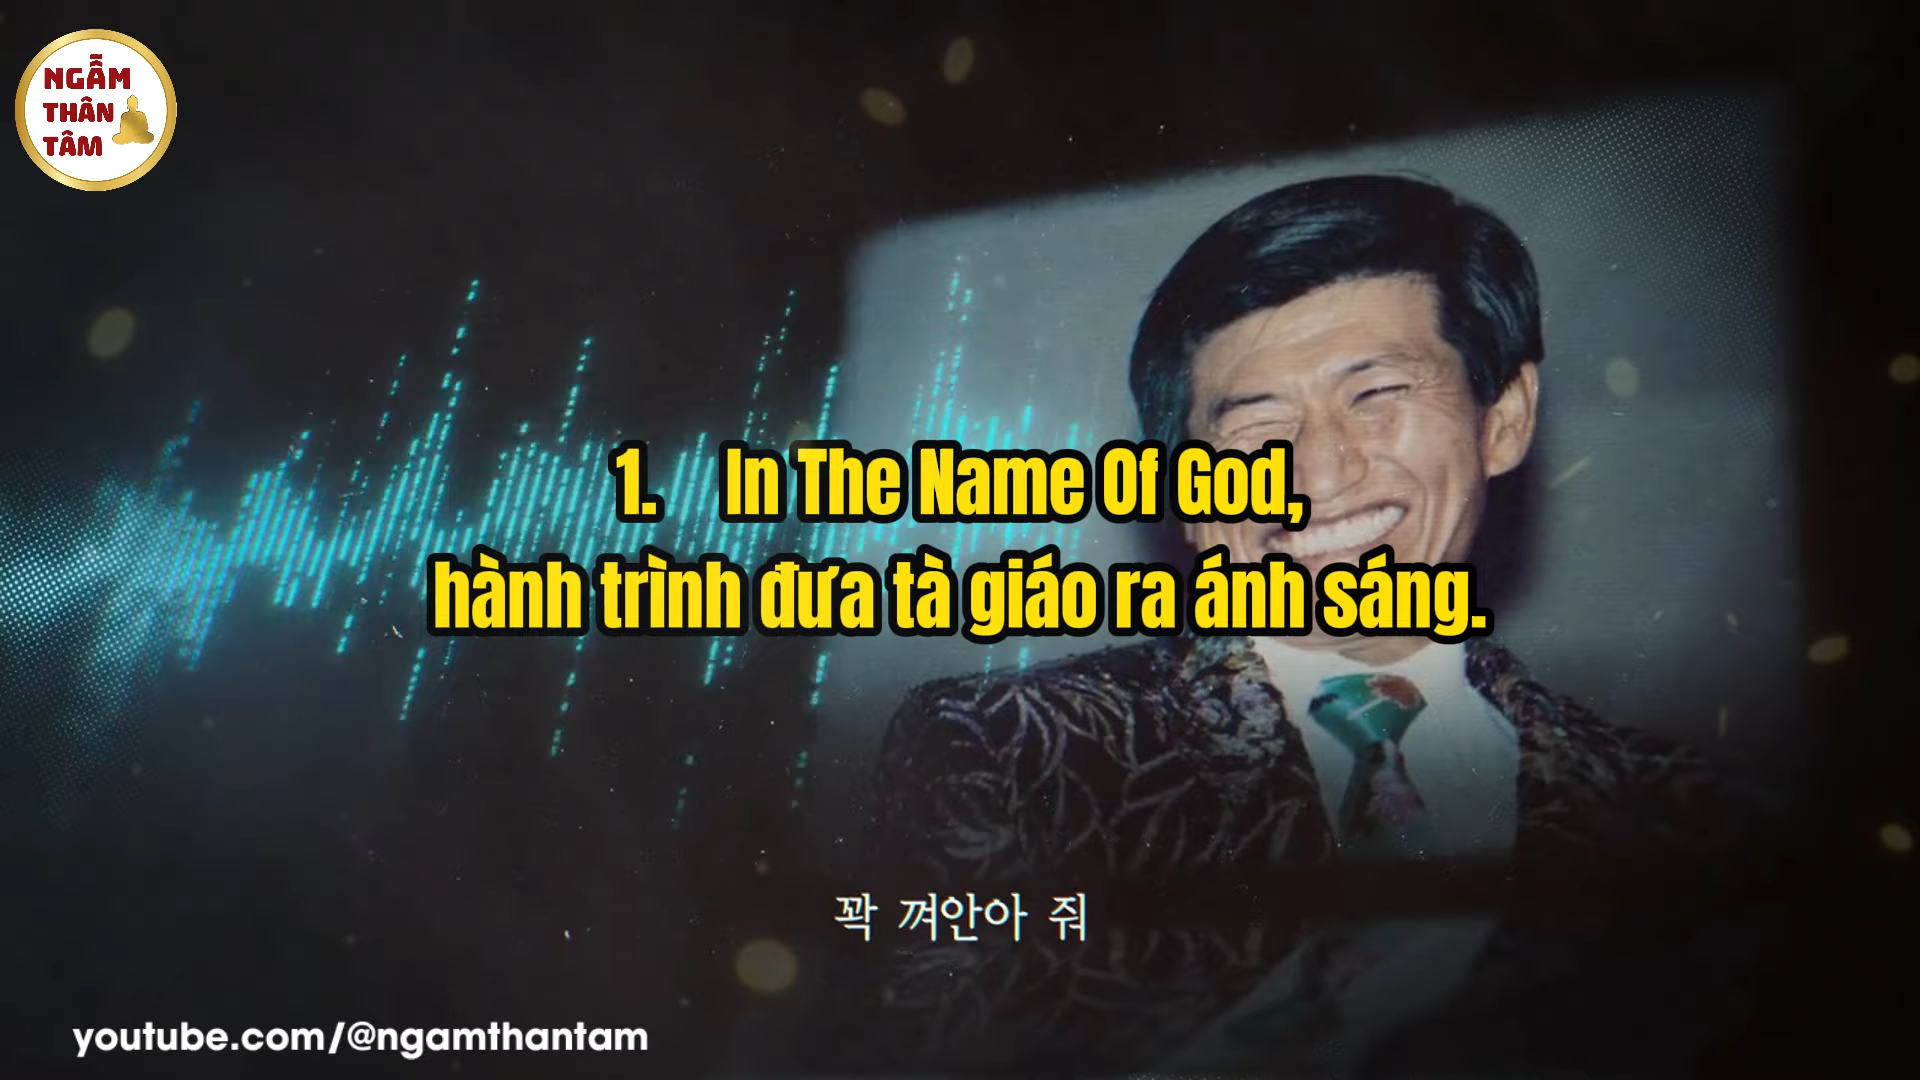 NGẪM
THÂN
TÂM
1. In The Name Of God,
hành trình đưa tà giáo ra ánh sáng.
꽉 껴안아 줘
youtube.com/@ngamthantam